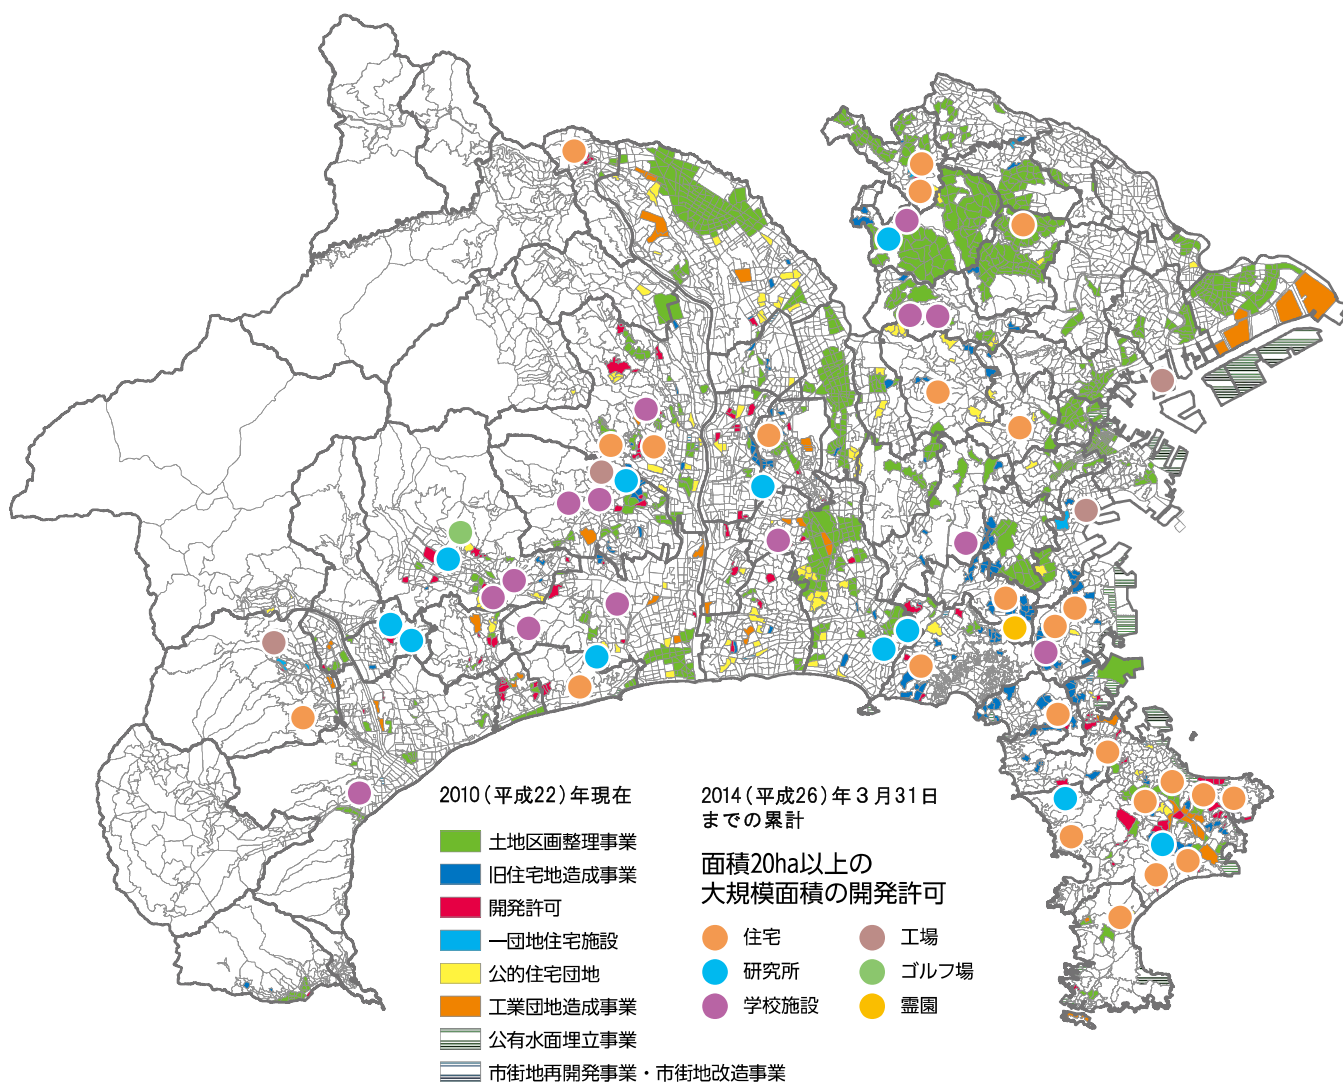 2010（平成22）年現在
土地区画整理事業
旧住宅地造成事業
開発許可
一団地住宅施設
公的住宅団地
工業団地造成事業
公有水面埋立事業
市街地再開発事業・市街地改造事業
2014（平成26）年３月31日
までの累計
面積20ha以上の
大規模面積の開発許可
住宅
研究所
学校施設
工場
ゴルフ場
霊園